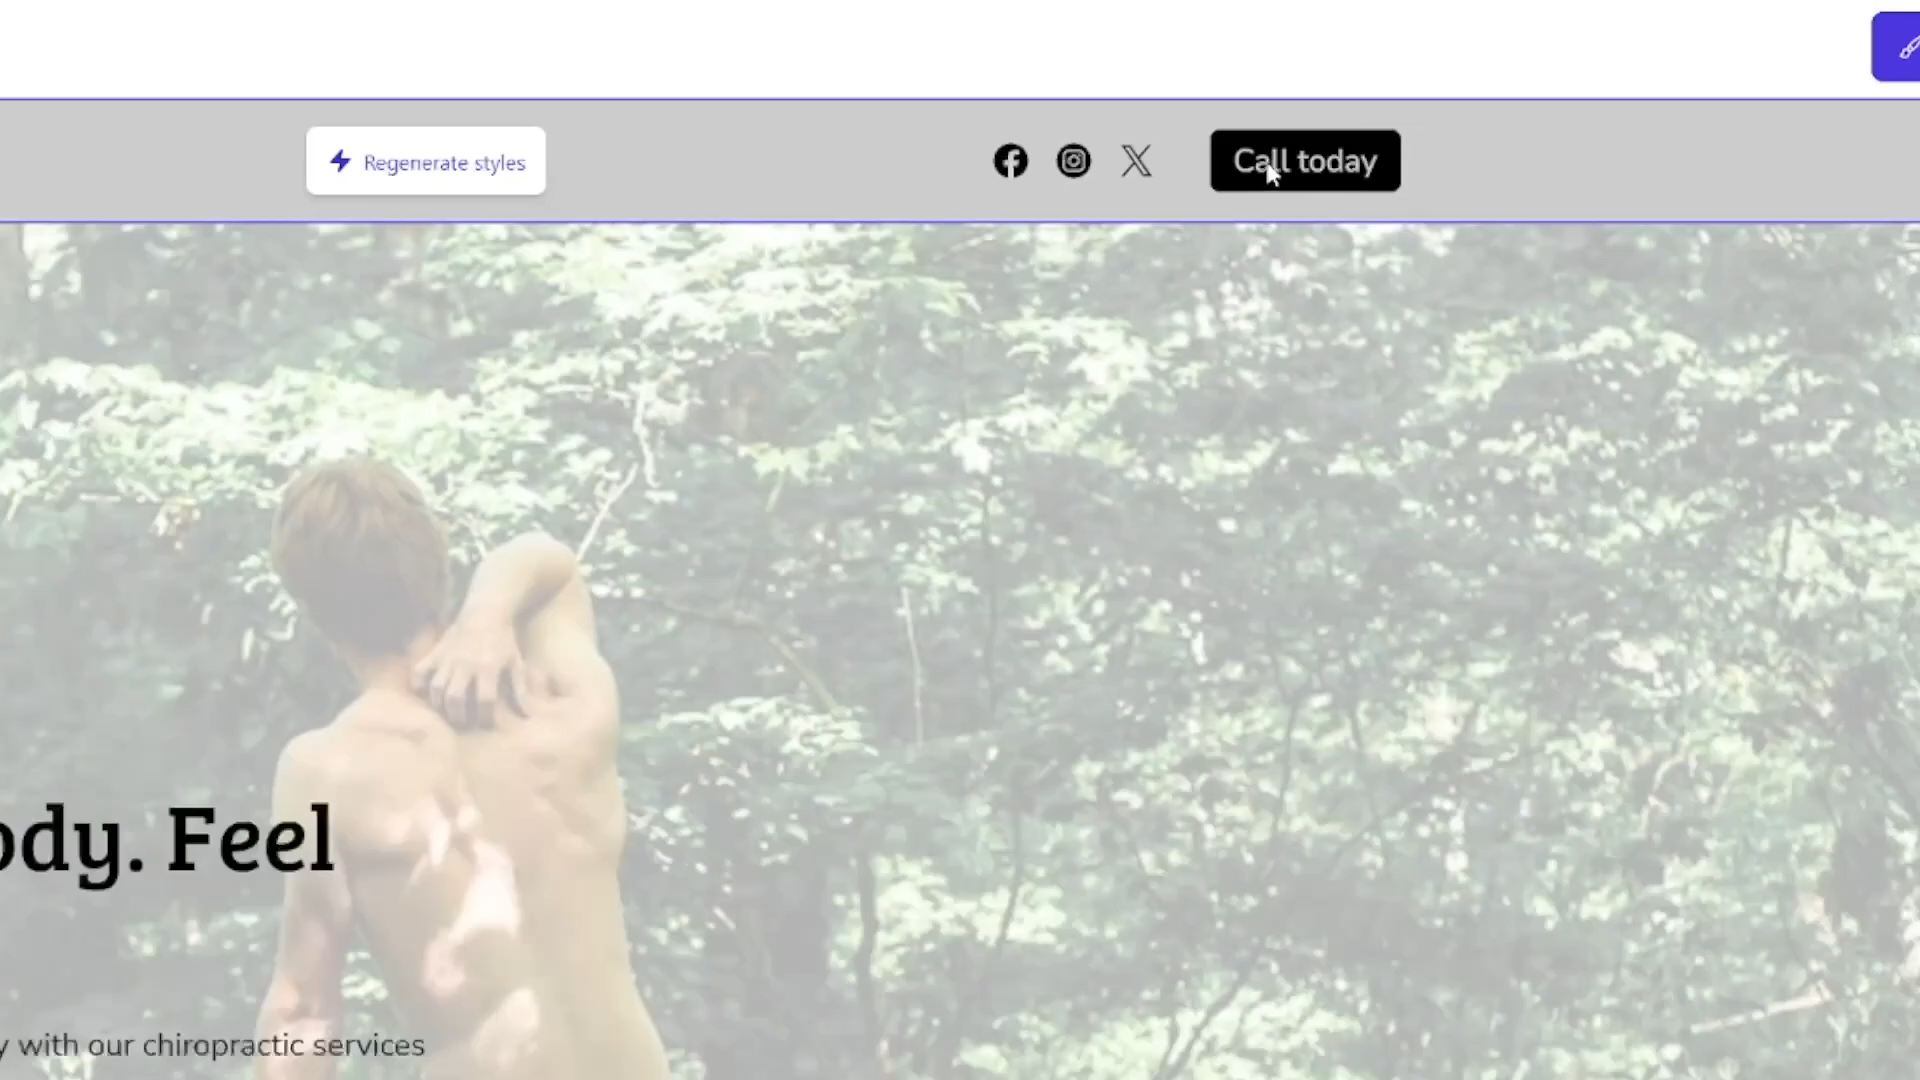 Regenerate styles
Call today
ody. Feel
y with our chiropractic services